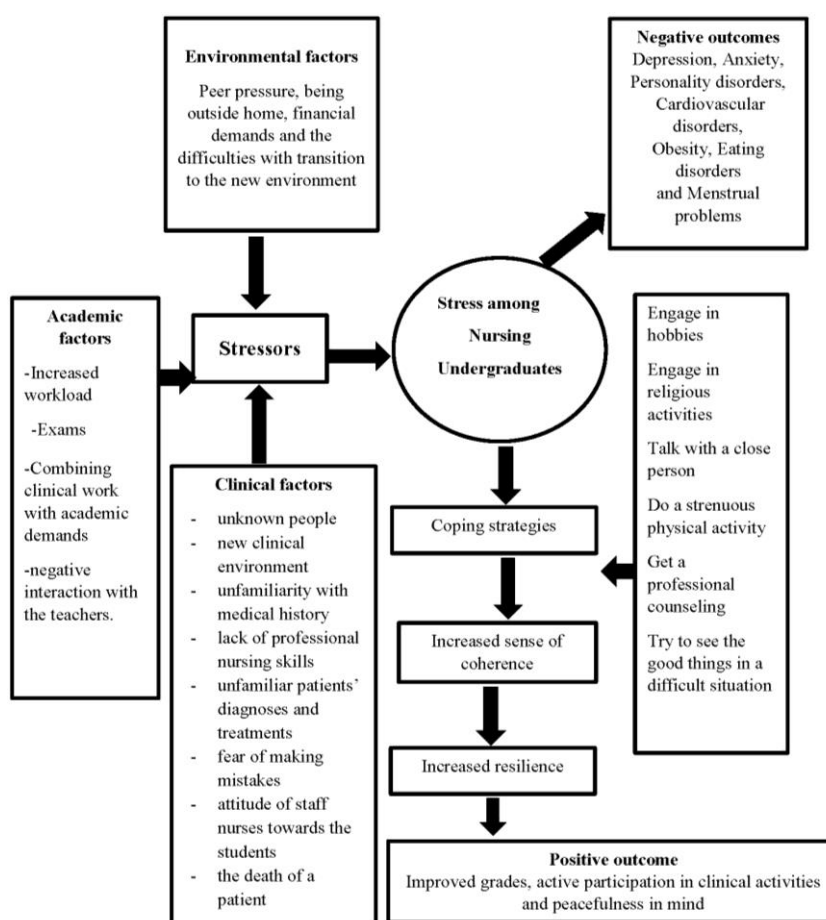 Environmental factors
Peer pressure, being
outside home, financial
demands and the
difficulties with transition
to the new environment
Negative outcomes
Depression, Anxiety,
Personality disorders,
Cardiovascular
disorders,
Obesity, Eating
disorders
and Menstrual
problems
Academic
factors
-Increased
workload
-Exams
-Combining
clinical work
with academic
demands
-negative
interaction with
the teachers.
Stressors
Stress among
Nursing
Undergraduates
Clinical factors
- unknown people
- new clinical
environment
- unfamiliarity with
medical history
- lack of professional
nursing skills
- unfamiliar patients’
diagnoses and
treatments
- fear of making
mistakes
- attitude of staff
nurses towards the
students
- the death of a
patient
Coping strategies
Increased sense of
coherence
Increased resilience
Engage in
hobbies
Engage in
religious
activities
Talk with a close
person
Do a strenuous
physical activity
Get a
professional
counseling
Try to see the
good things in a
difficult situation
Positive outcome
Improved grades, active participation in clinical activities
and peacefulness in mind